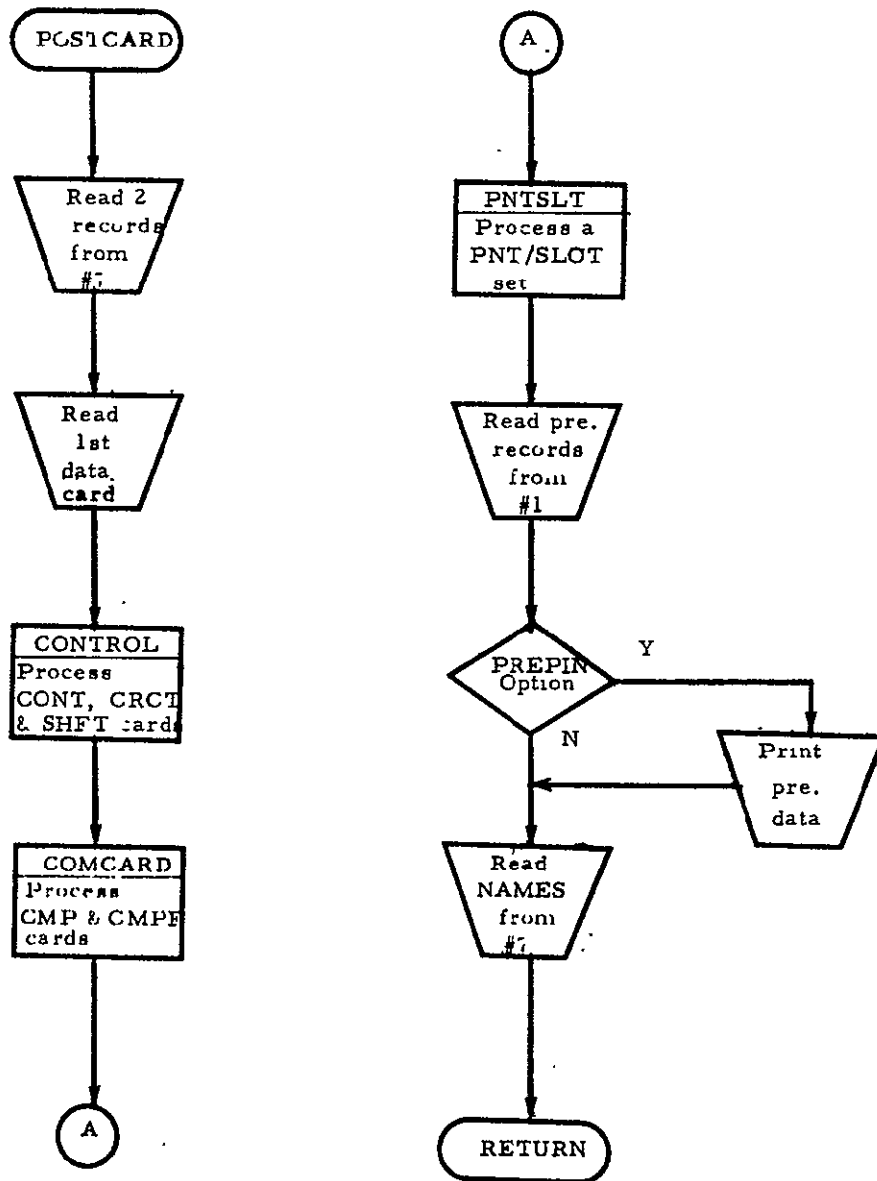 POSTCARD
Read 2
records
from
#7
Read
1st
data
card
CONTROL
Process
CONT, CRCT
& SHFT cards
COMCARD
Process
CMP & CMPF
cards
A
A
PNTSLT
Process a
PNT/SLOT
set
Read pre.
records
from
#1
PREPIN
Option
Y
N
Print
pre.
data
Read
NAMES
from
#7
RETURN